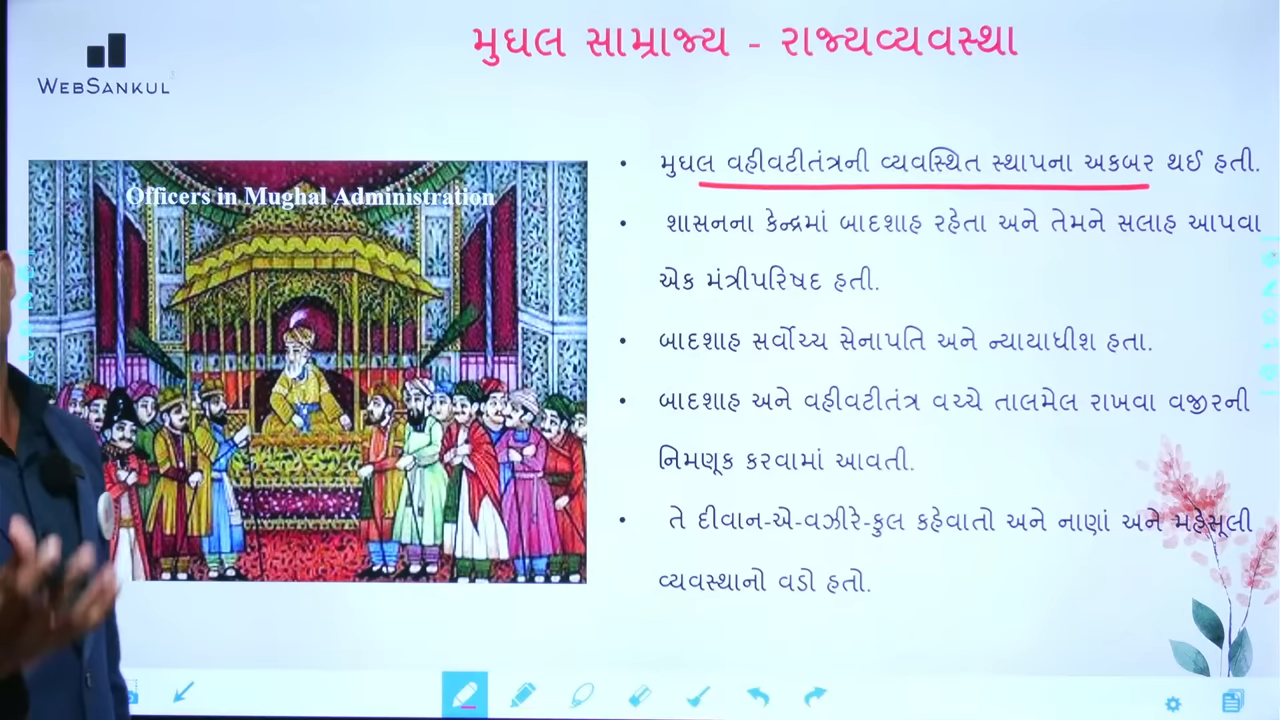 મુઘલ સામ્રાજ્ય - રાજ્યવ્યવસ્થા
WEBSANKUL
Officers in Mughal Administration
• મુઘલ વહીવટીતંત્રની વ્યવસ્થિત સ્થાપના અકબર થઈ હતી.
• શાસનના કેન્દ્રમાં બાદશાહ રહેતા અને તેમને સલાહ આપવા
એક મંત્રીપરિષદ હતી.
• બાદશાહ સર્વોચ્ચ સેનાપતિ અને ન્યાયાધીશ હતા.
• બાદશાહ અને વહીવટીતંત્ર વચ્ચે તાલમેલ રાખવા વજીરની
નિમણૂક કરવામાં આવતી.
• તે દીવાન-એ-વઝીરે-કુલ કહેવાતો અને નાણાં અને મહેસૂલી
વ્યવસ્થાનો વડો હતો.